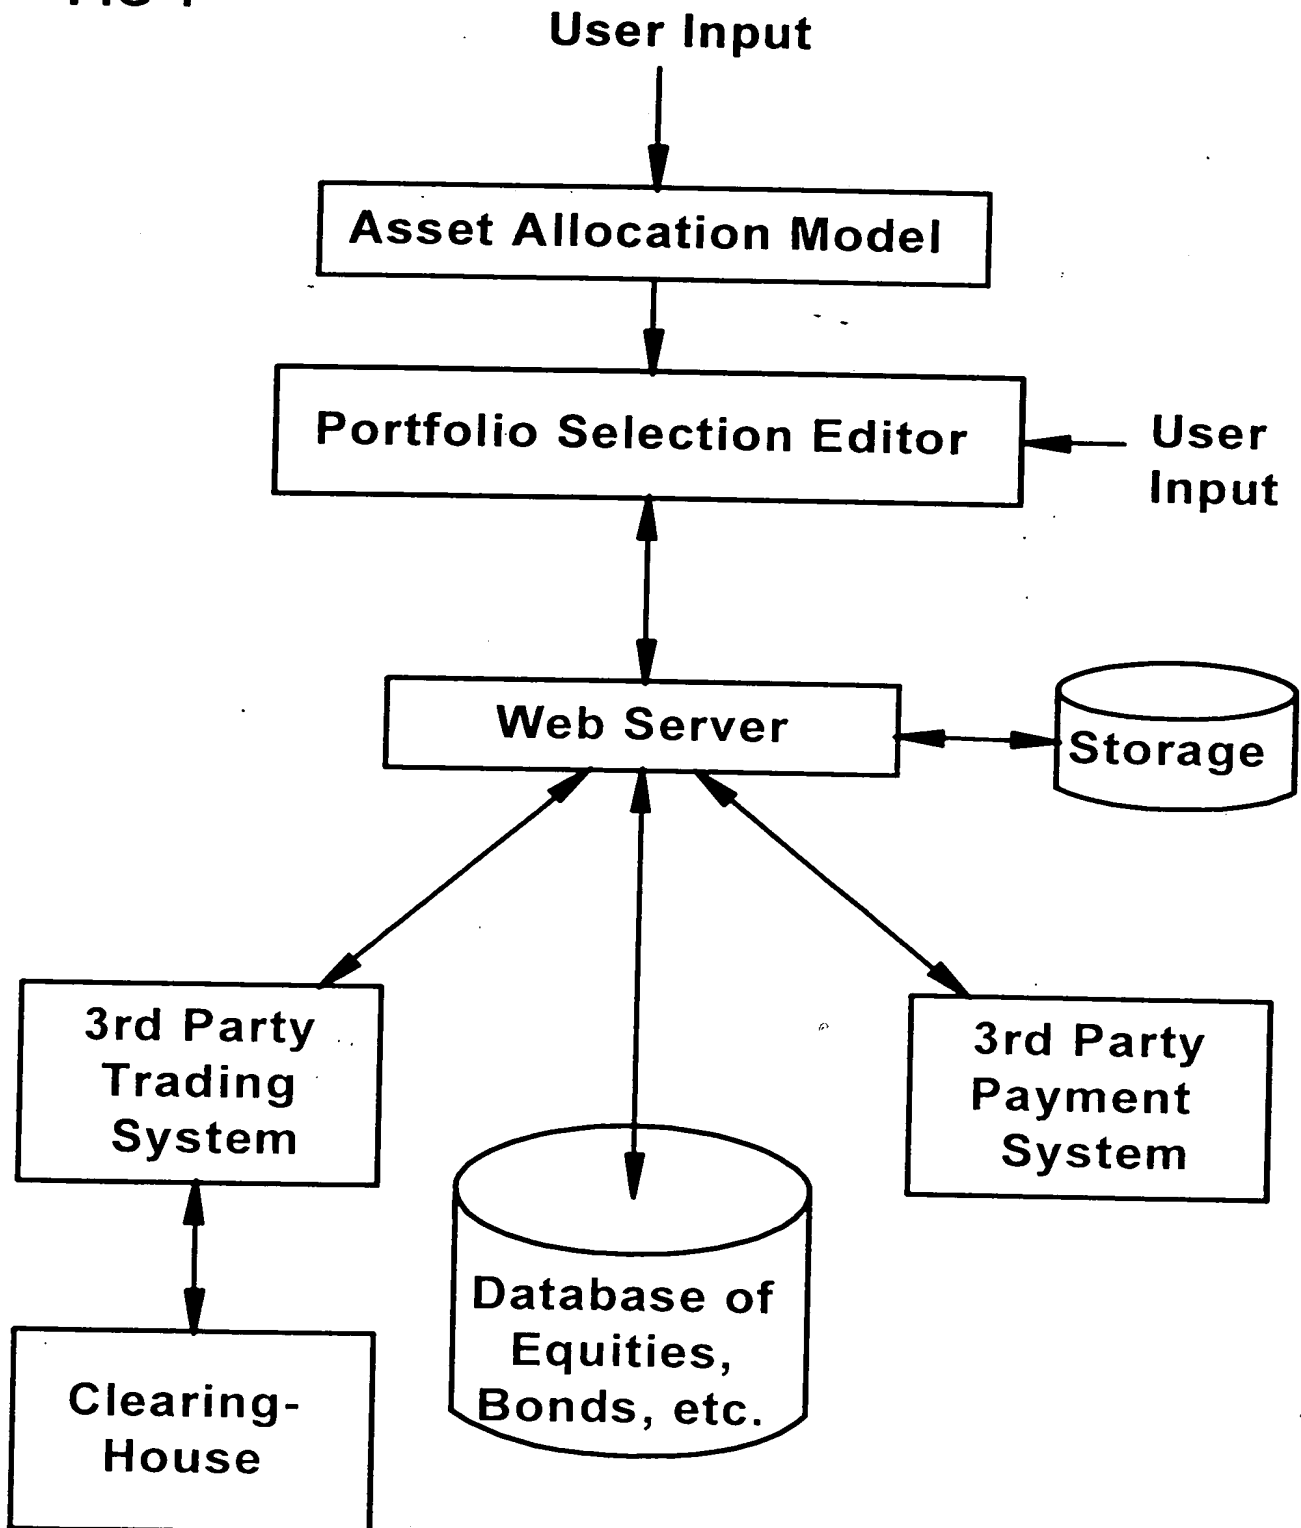 User Input
Asset Allocation Model
Portfolio Selection Editor
User
Input
Web Server
Storage
3rd Party
Trading
System
3rd Party
Payment
System
Database of
Equities,
Bonds, etc.
Clearing-
House